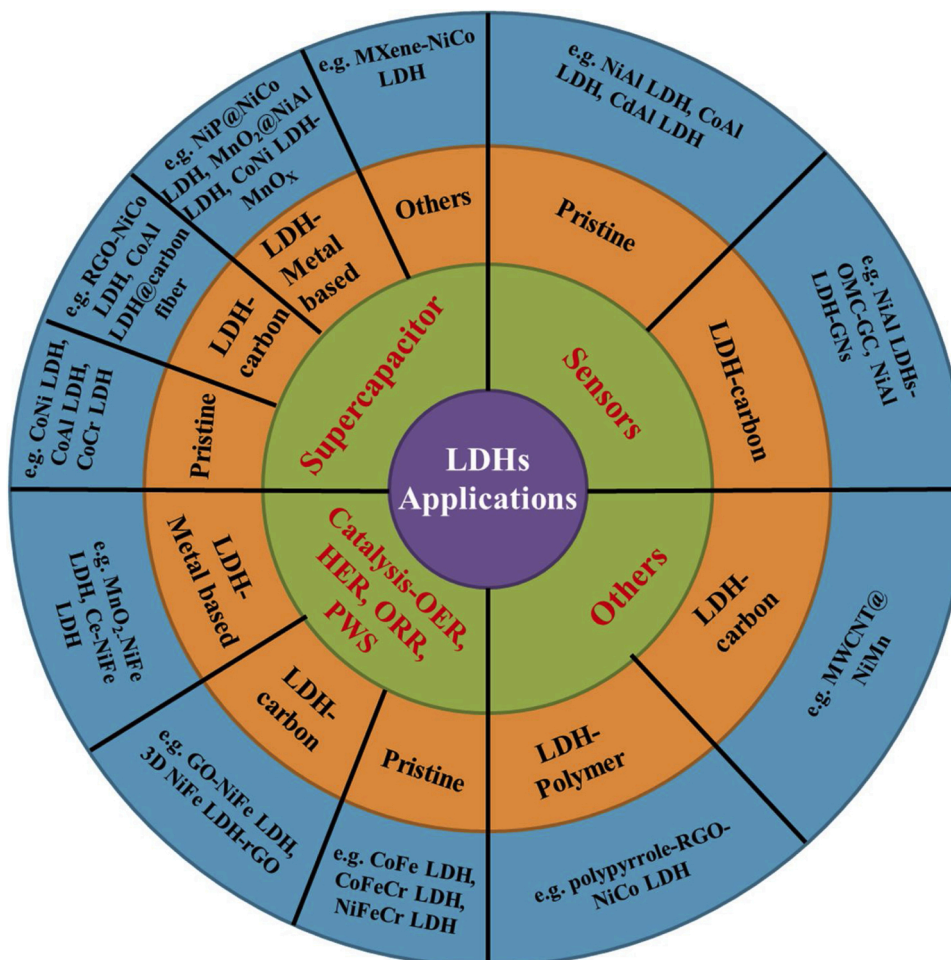 LDHs
Applications
Supercapacitor
Pristine
e.g. CoNi LDH,
CoAl LDH,
CoCr LDH
LDH-
carbon
e.g. RGO-NiCo
LDH, CoAl
LDH@carbon
fiber
LDH-
Metal
based
e.g. NiP@NiCo
LDH, MnO₂@NiAl
LDH, CoNi LDH-
MnOₓ
Others
e.g. MXene-NiCo
LDH
Sensors
Pristine
e.g. NiAl LDH, CoAl
LDH, CdAl LDH
LDH-carbon
e.g. NiAl LDHs-
OMC-GC, NiAl
LDH-GNs
Others
LDH-
carbon
e.g. MWCNT@
NiMn
LDH-
Polymer
e.g. polypyrrole-RGO-
NiCo LDH
Catalysis-OER,
HER, ORR,
PWS
Pristine
e.g. CoFe LDH,
CoFeCr LDH,
NiFeCr LDH
LDH-
carbon
e.g. GO-NiFe LDH,
3D NiFe LDH-rGO
LDH-
Metal based
e.g. MnO₂-NiFe
LDH, Ce-NiFe
LDH